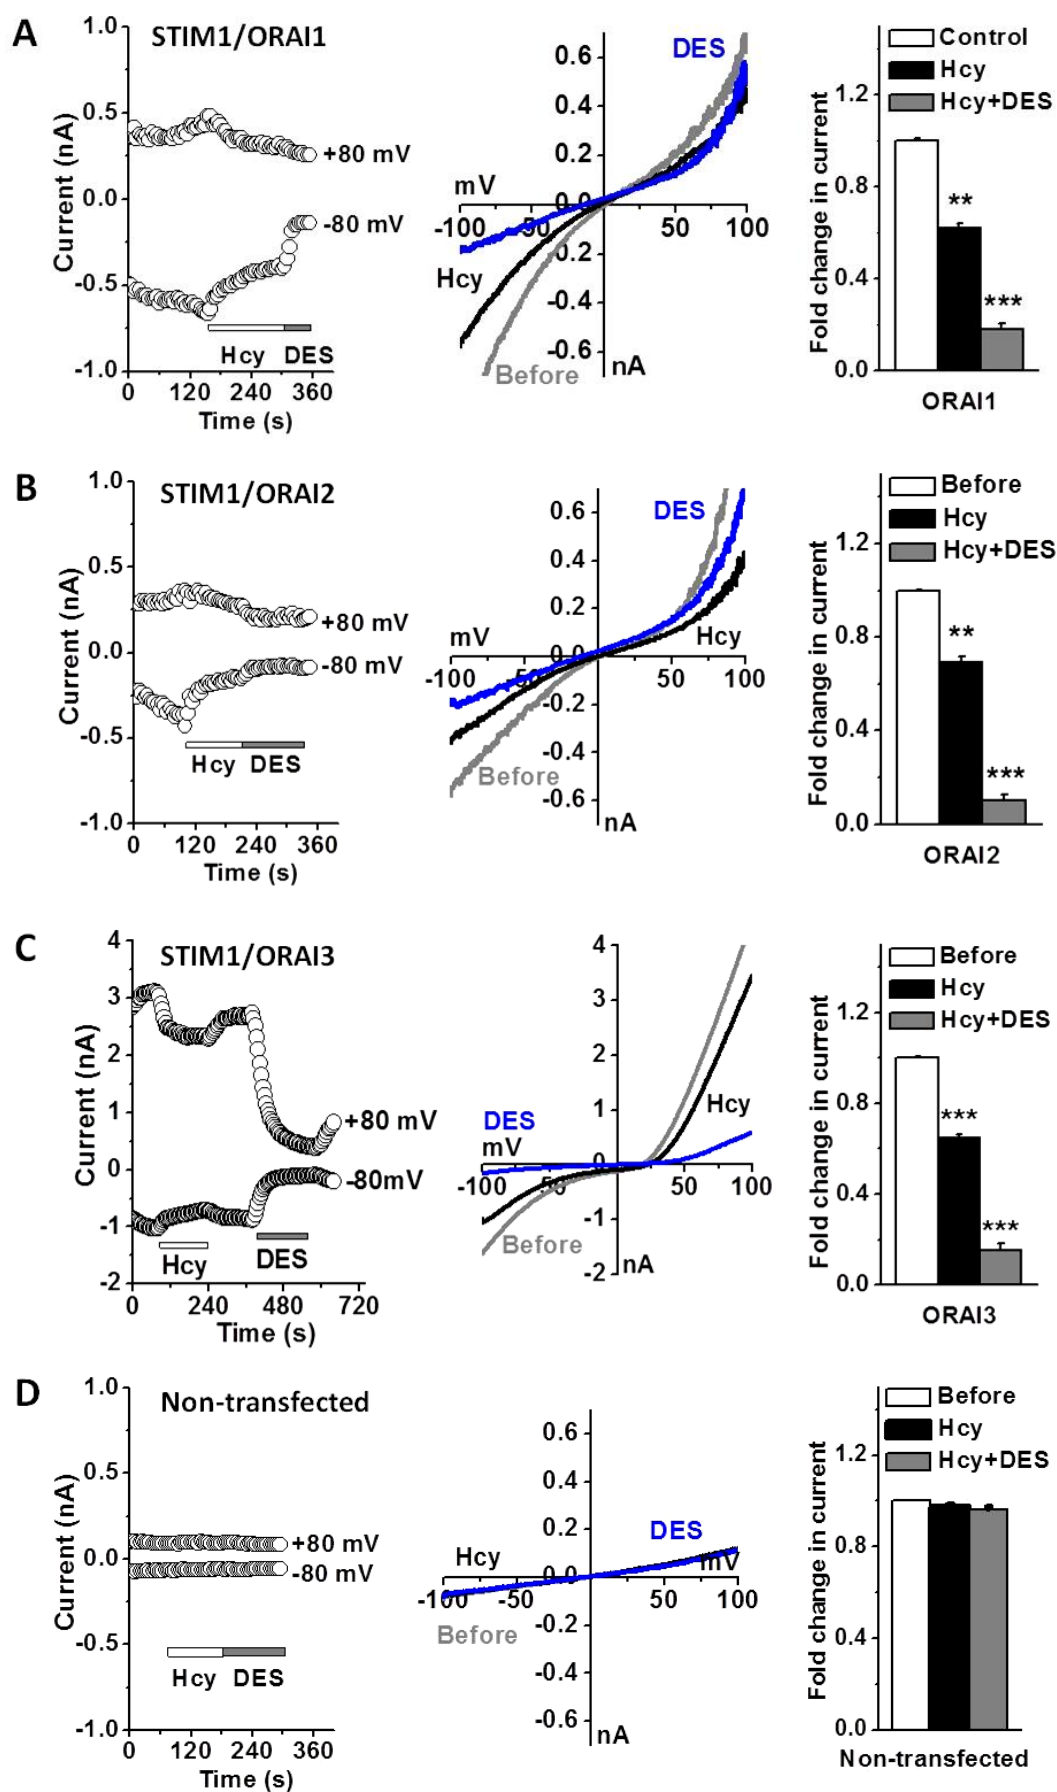 A
STIM1/ORAI1
1.0
0.5
0.0
-0.5
-1.0
Current (nA)
+80 mV
-80 mV
Hcy
DES
0
120
240
360
Time (s)
DES
0.6
0.4
0.2
0.0
mV
-100
-50
50
100
-0.2
-0.4
-0.6
Hcy
Before
nA
Control
Hcy
Hcy+DES
1.2
0.8
0.4
0.0
Fold change in current
**
***
ORAI1
B
STIM1/ORAI2
1.0
0.5
0.0
-0.5
-1.0
Current (nA)
+80 mV
-80 mV
Hcy
DES
0
120
240
360
Time (s)
DES
0.6
0.4
0.2
0.0
mV
Hcy
-100
-50
50
100
-0.2
-0.4
-0.6
Before
nA
Before
Hcy
Hcy+DES
1.2
0.8
0.4
0.0
Fold change in current
**
***
ORAI2
C
STIM1/ORAI3
4
3
2
1
0
-1
-2
Current (nA)
+80 mV
-80mV
Hcy
DES
0
240
480
720
Time (s)
4
3
2
1
0
DES
mV
Hcy
-100
-50
50
100
-1
-2
Before
nA
Before
Hcy
Hcy+DES
1.2
0.8
0.4
0.0
Fold change in current
***
***
ORAI3
D
Non-transfected
1.0
0.5
0.0
-0.5
-1.0
Current (nA)
+80 mV
-80 mV
Hcy
DES
0
120
240
360
Time (s)
0.6
0.4
0.2
0.0
DES
Hcy
mV
-100
-50
50
100
Before
-0.2
-0.4
-0.6
nA
Before
Hcy
Hcy+DES
1.2
0.8
0.4
0.0
Fold change in current
Non-transfected